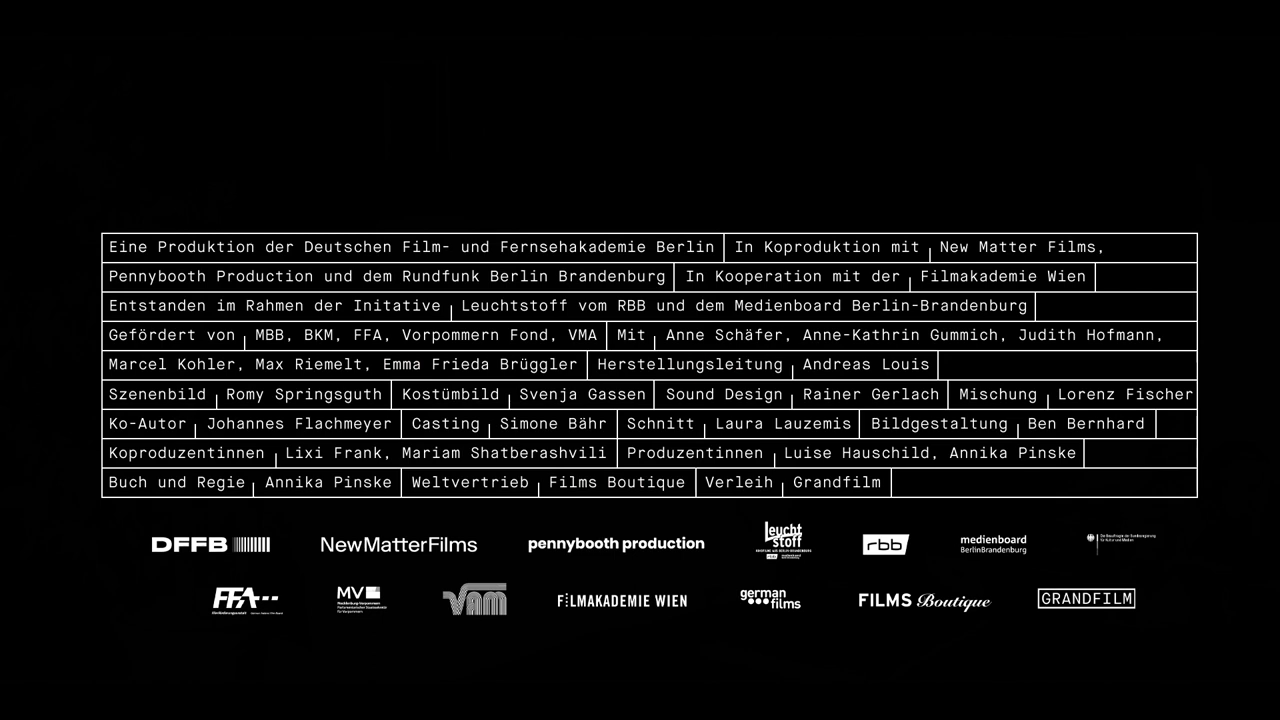 Eine Produktion der Deutschen Film- und Fernsehakademie Berlin In Koproduktion mit New Matter Films,
Pennybooth Production und dem Rundfunk Berlin Brandenburg In Kooperation mit der Filmakademie Wien
Entstanden im Rahmen der Initative Leuchtstoff vom RBB und dem Medienboard Berlin-Brandenburg
Gefördert von MBB, BKM, FFA, Vorpommern Fond, VMA Mit Anne Schäfer, Anne-Kathrin Gummich, Judith Hofmann,
Marcel Kohler, Max Riemelt, Emma Frieda Brüggler Herstellungsleitung Andreas Louis
Szenenbild Romy Springsguth Kostümbild Svenja Gassen Sound Design Rainer Gerlach Mischung Lorenz Fischer
Ko-Autor Johannes Flachmeyer Casting Simone Bähr Schnitt Laura Lauzemis Bildgestaltung Ben Bernhard
Koproduzentinnen Lixi Frank, Mariam Shatberashvili Produzentinnen Luise Hauschild, Annika Pinske
Buch und Regie Annika Pinske Weltvertrieb Films Boutique Verleih Grandfilm
DFFB NewMatterFilms pennybooth production leucht stoff rbb medienboard BerlinBrandenburg
FFA MV VAM FILMAKADEMIE WIEN german films FILMS Boutique GRANDFILM